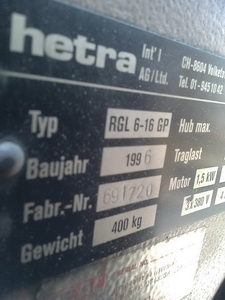 hetra Int'l AG/Ltd.
CH-8604 Volkets
Tel. 01-945 10 42
Typ RGL 6-16 GP Hub max.
Baujahr 1996 Traglast
Fabr.-Nr. 691720 Motor 1,5 kW
Gewicht 400 kg 3x380 V